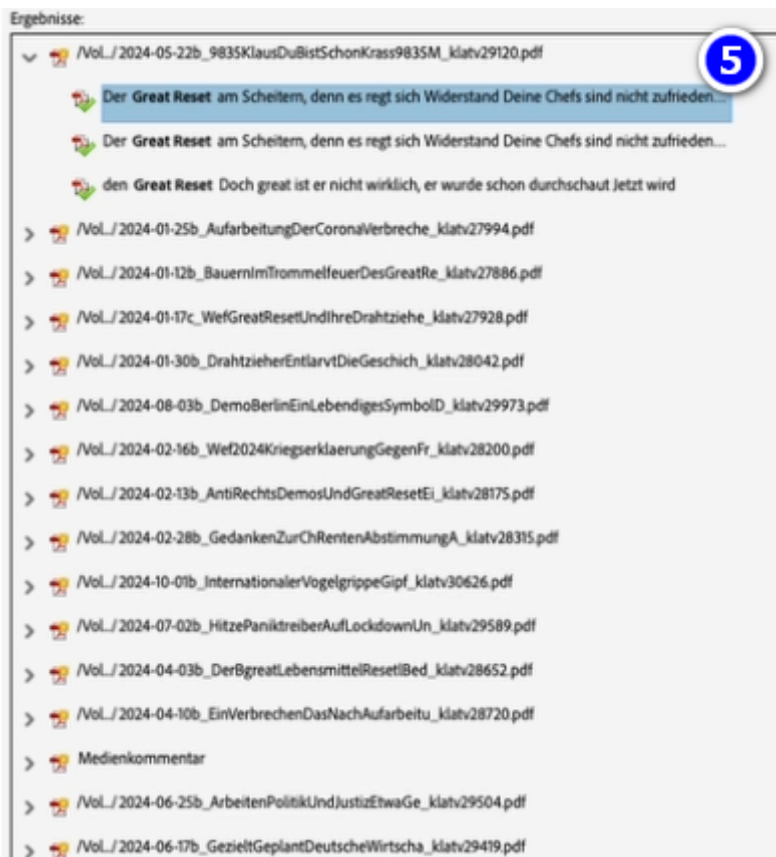 Ergebnisse:
/Vol../2024-05-22b_9835KlausDuBistSchonKrass9835M_klatv29120.pdf
5
Der Great Reset am Scheitern, denn es regt sich Widerstand Deine Chefs sind nicht zufrieden...
Der Great Reset am Scheitern, denn es regt sich Widerstand Deine Chefs sind nicht zufrieden...
den Great Reset Doch great ist er nicht wirklich, er wurde schon durchschaut Jetzt wird
/Vol../2024-01-25b_AufarbeitungDerCoronaVerbreche_klatv27994.pdf
/Vol../2024-01-12b_BauernImTrommelfeuerDesGreatRe_klatv27886.pdf
/Vol../2024-01-17c_WefGreatResetUndIhreDrahtziehe_klatv27928.pdf
/Vol../2024-01-30b_DrahtzieherEntlarvtDieGeschich_klatv28042.pdf
/Vol../2024-08-03b_DemoBerlinEinLebendigesSymbolD_klatv29973.pdf
/Vol../2024-02-16b_Wef2024KriegserklaerungGegenFr_klatv28200.pdf
/Vol../2024-02-13b_AntiRechtsDemosUndGreatResetEi_klatv28175.pdf
/Vol../2024-02-28b_GedankenZurChRentenAbstimmungA_klatv28315.pdf
/Vol../2024-10-01b_InternationalerVogelgrippeGipf_klatv30626.pdf
/Vol../2024-07-02b_HitzePaniktreiberAufLockdownUn_klatv29589.pdf
/Vol../2024-04-03b_DerBgreatLebensmittelResetlBed_klatv28652.pdf
/Vol../2024-04-10b_EinVerbrechenDasNachAufarbeitu_klatv28720.pdf
Medienkommentar
/Vol../2024-06-25b_ArbeitenPolitikUndJustizEtwaGe_klatv29504.pdf
/Vol../2024-06-17b_GezieltGeplantDeutscheWirtscha_klatv29419.pdf